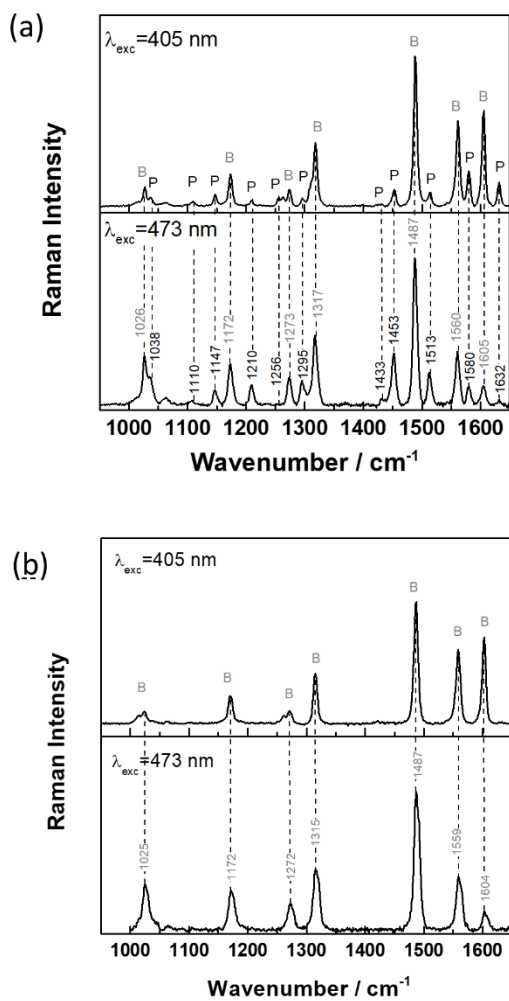 (a)
λexc=405 nm
B P P P B P P B P B P P B P B P B P
λexc=473 nm
1026 1038 1110 1147 1172 1210 1256 1273 1295 1317 1433 1453 1487 1513 1560 1580 1605 1632
Raman Intensity
1000 1100 1200 1300 1400 1500 1600
Wavenumber / cm-1
(b)
λexc=405 nm
B B B B B B B
λexc=473 nm
1025 1172 1272 1315 1487 1559 1604
Raman Intensity
1000 1100 1200 1300 1400 1500 1600
Wavenumber / cm-1